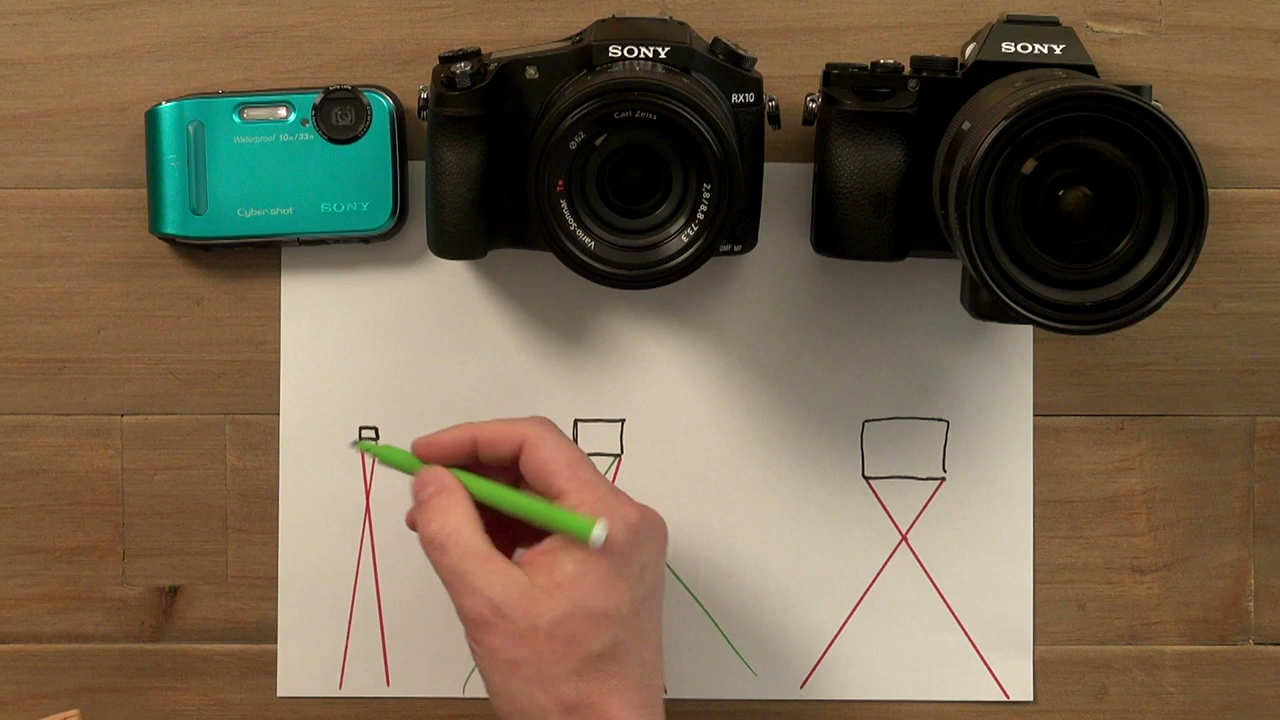 Waterproof 10m/33ft
Cyber-shot
SONY
SONY
RX10
Carl Zeiss
Ø62
Vario-Sonnar T*
2,8/8,8-73,3
SONY